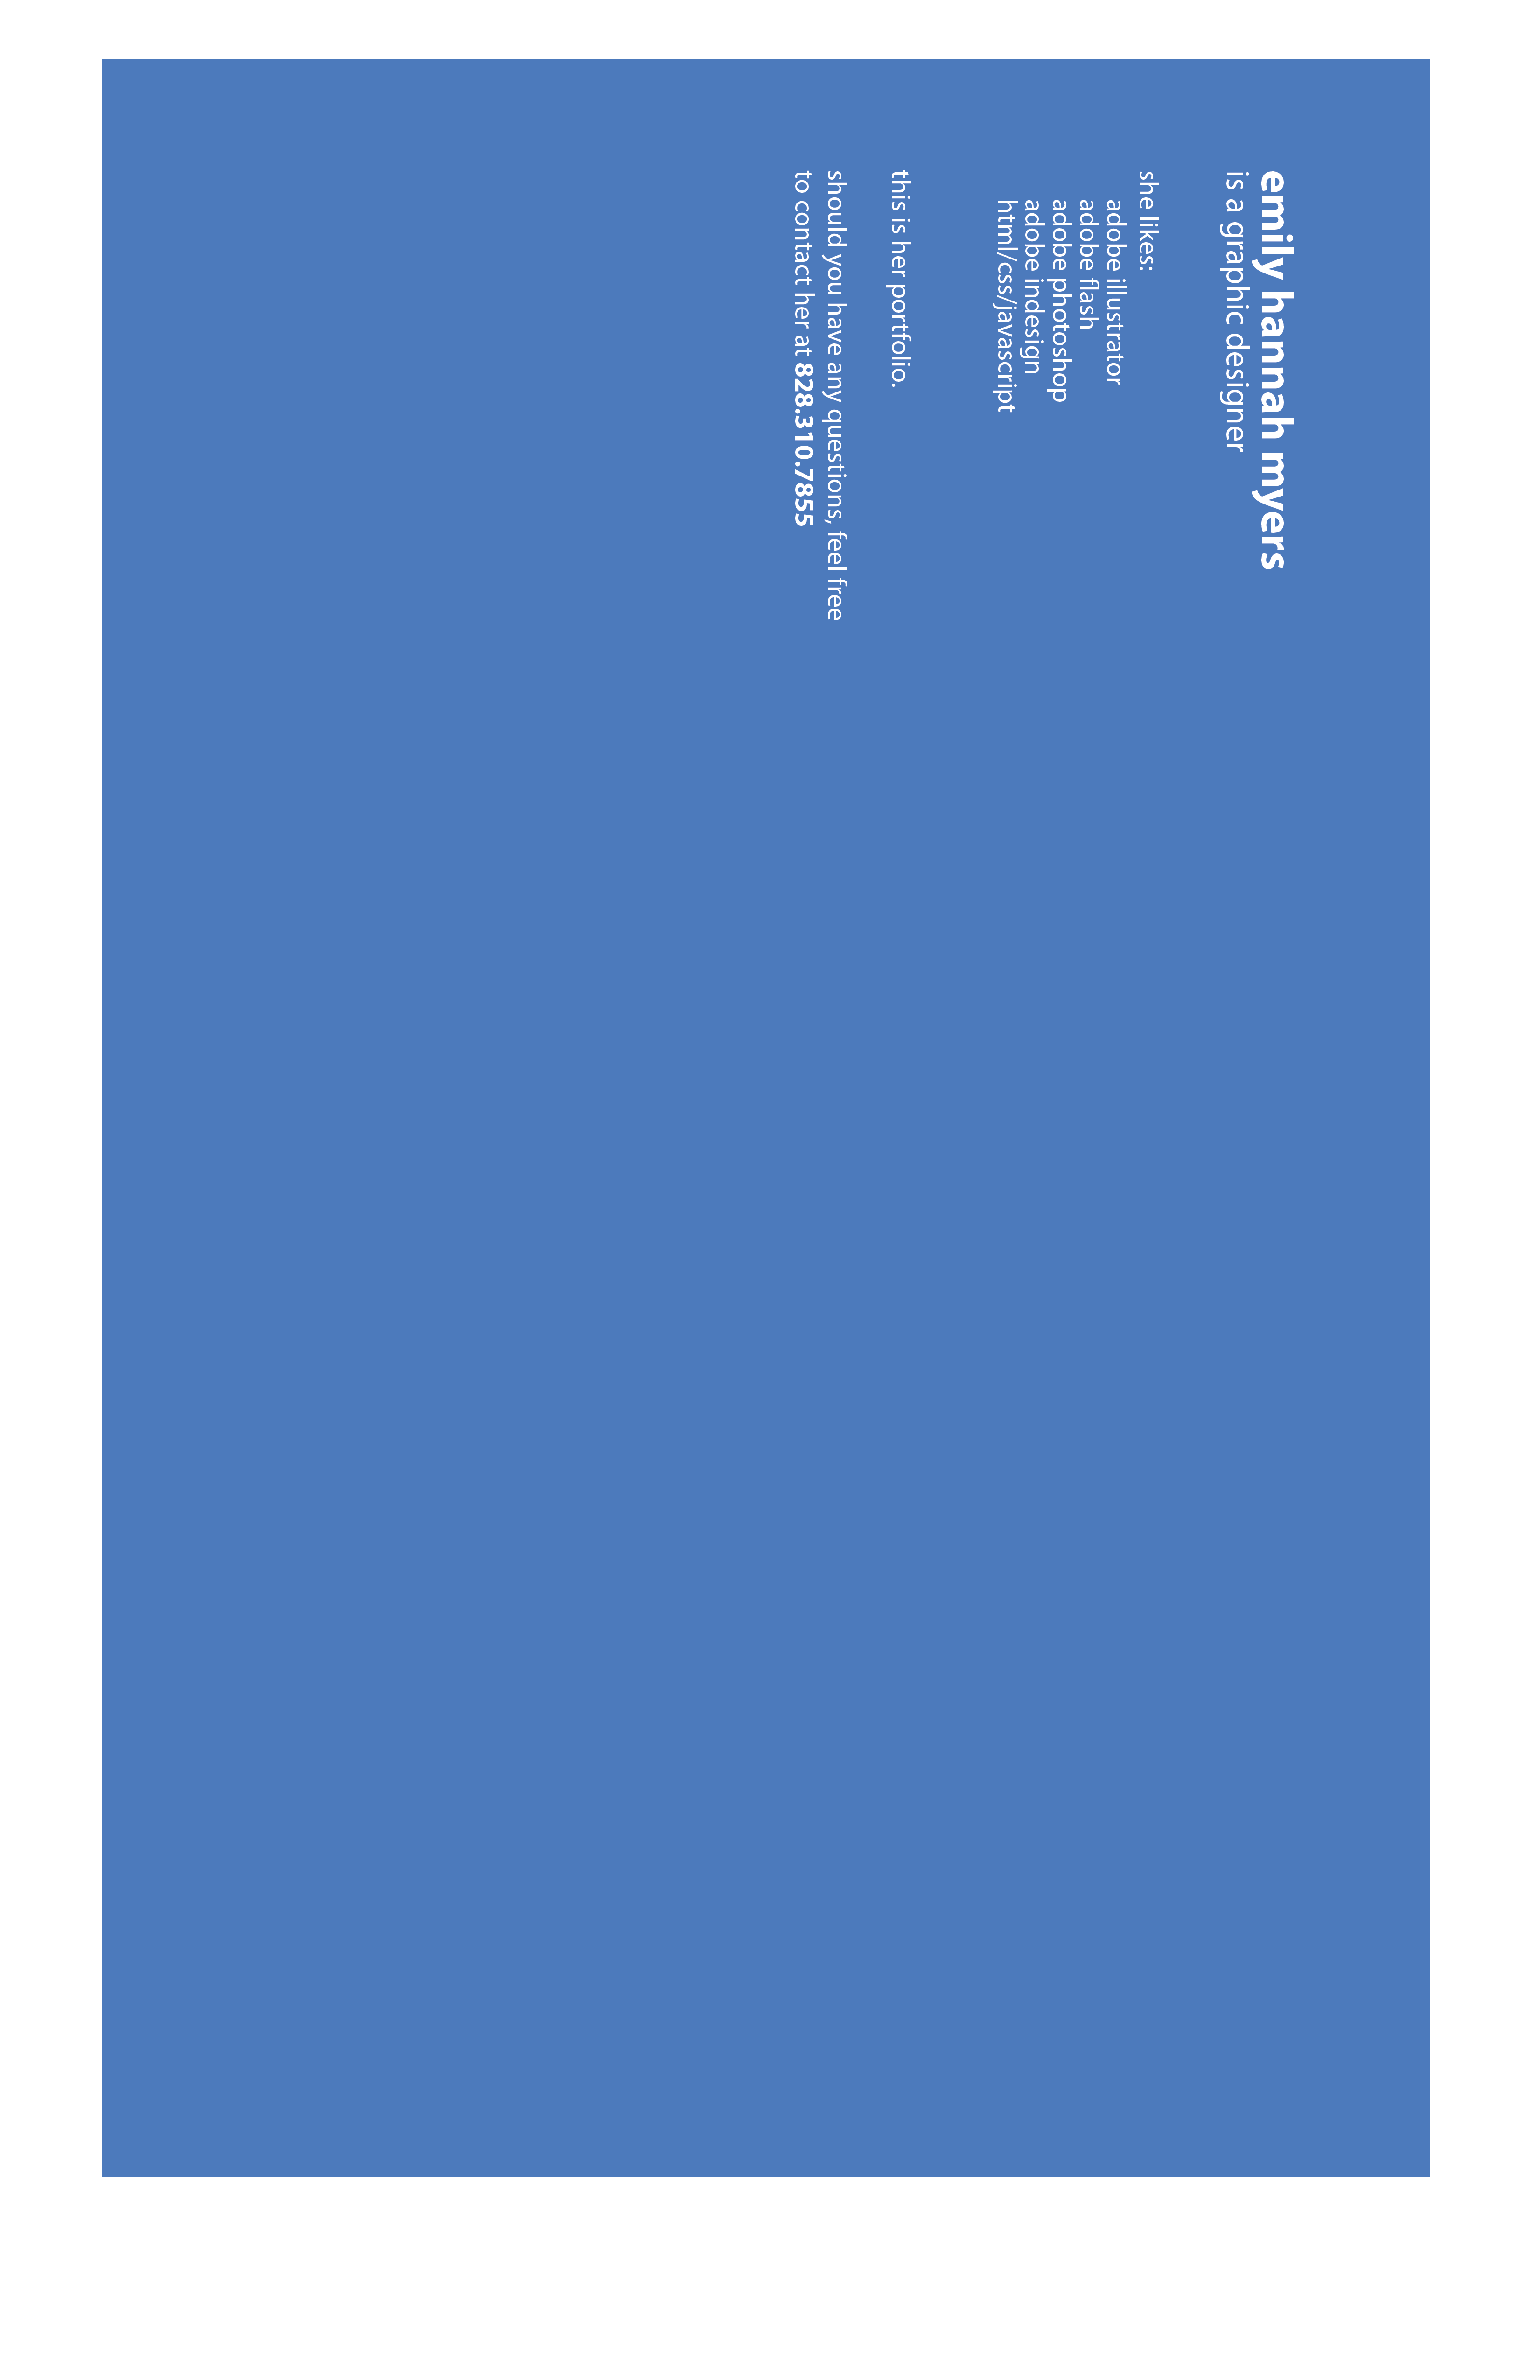 emily hannah myers
is a graphic designer
she likes:
adobe illustrator
adobe flash
adobe photoshop
adobe indesign
html/css/javascript
this is her portfolio.
should you have any questions, feel free
to contact her at 828.310.7855